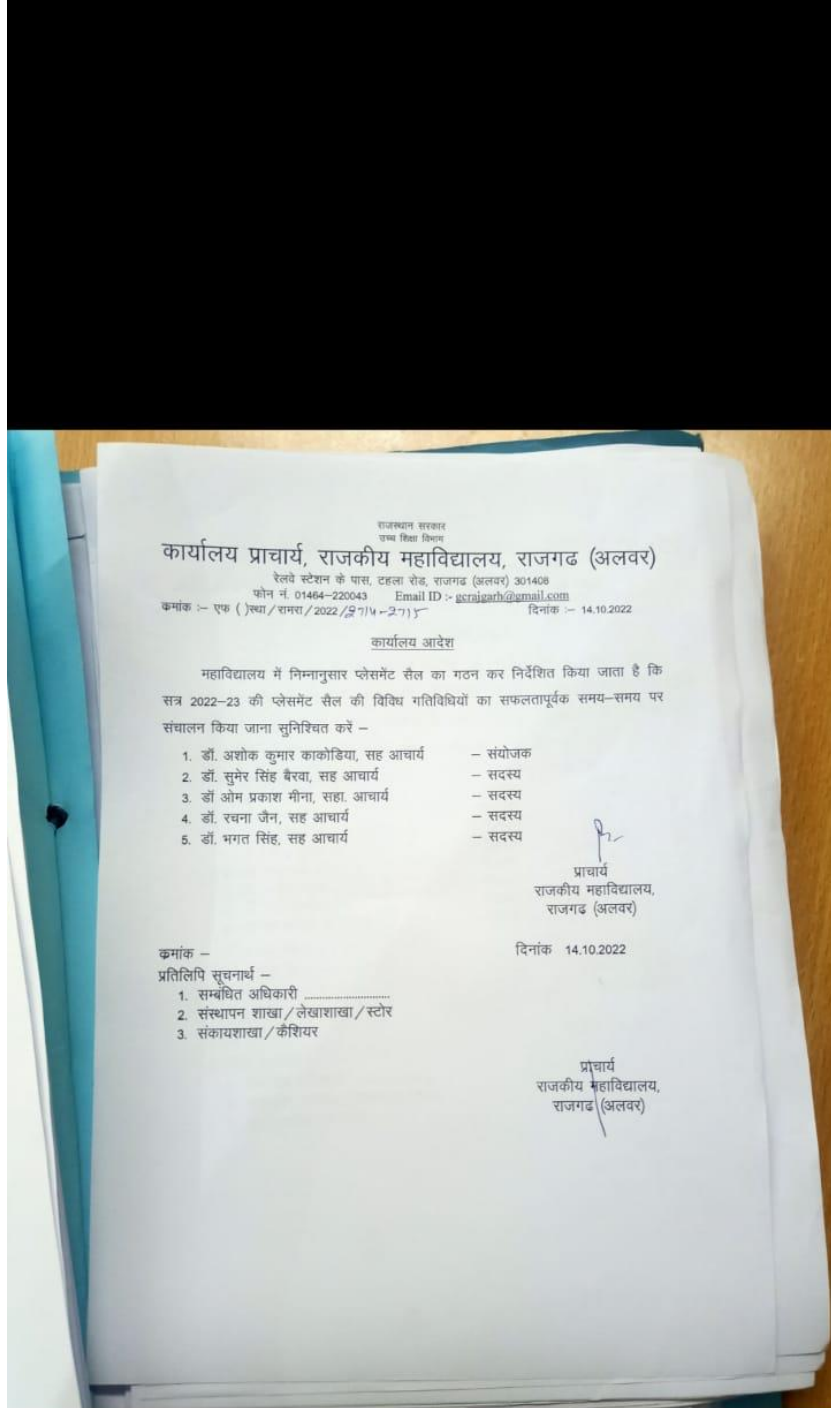 राजस्थान सरकार
उच्च शिक्षा विभाग
कार्यालय प्राचार्य, राजकीय महाविद्यालय, राजगढ (अलवर)
रेलवे स्टेशन के पास, टहला रोड, राजगढ (अलवर) 301408
फोन नं. 01464–220043 Email ID :- gcrajgarh@gmail.com
कमांक :– एफ ( )स्था/रामरा/2022/2714-2715 दिनांक :– 14.10.2022
कार्यालय आदेश
महाविद्यालय में निम्नानुसार प्लेसमेंट सैल का गठन कर निर्देशित किया जाता है कि
सत्र 2022–23 की प्लेसमेंट सैल की विविध गतिविधियों का सफलतापूर्वक समय–समय पर
संचालन किया जाना सुनिश्चित करें –
1. डॉ. अशोक कुमार काकोडिया, सह आचार्य – संयोजक
2. डॉ. सुमेर सिंह बैरवा, सह आचार्य – सदस्य
3. डॉ ओम प्रकाश मीना, सहा. आचार्य – सदस्य
4. डॉ. रचना जैन, सह आचार्य – सदस्य
5. डॉ. भगत सिंह, सह आचार्य – सदस्य
प्राचार्य
राजकीय महाविद्यालय,
राजगढ (अलवर)
कमांक – दिनांक 14.10.2022
प्रतिलिपि सूचनार्थ –
1. सम्बंधित अधिकारी ..............................
2. संस्थापन शाखा/लेखाशाखा/स्टोर
3. संकायशाखा/कैशियर
प्राचार्य
राजकीय महाविद्यालय,
राजगढ (अलवर)